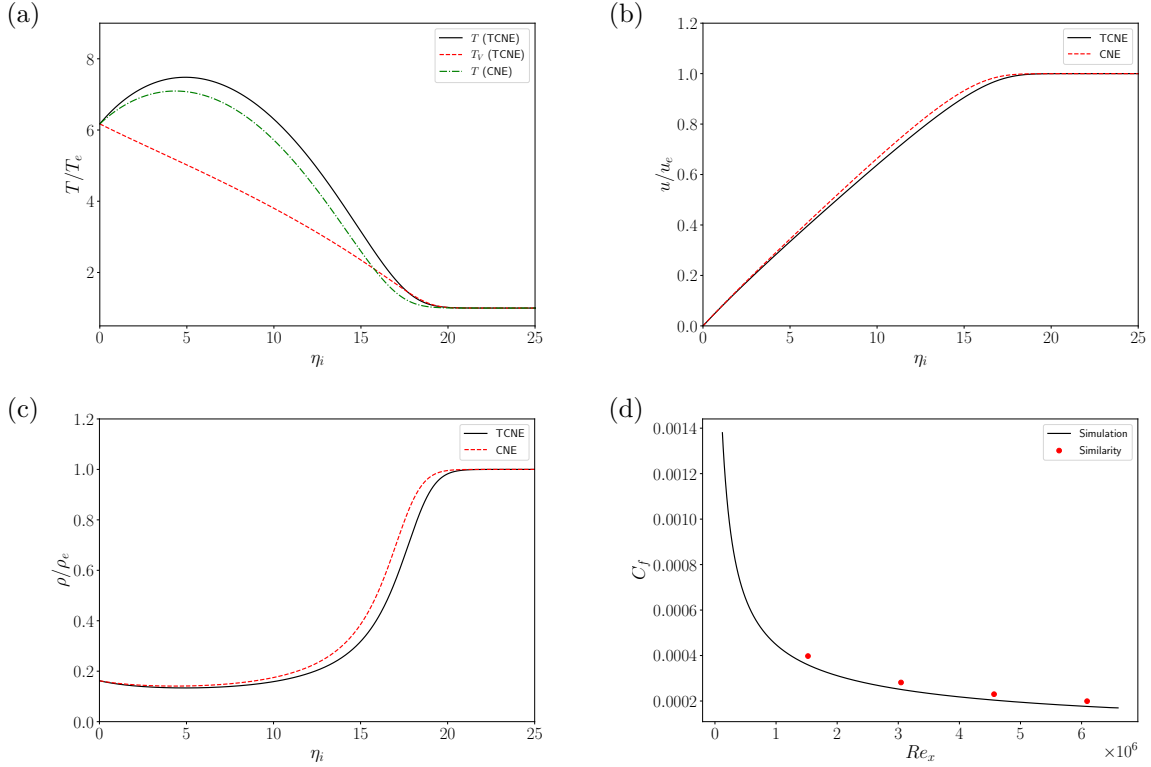 (a)
T/T_e
8
6
4
2
0 5 10 15 20 25
η_i
T (TCNE)
T_V (TCNE)
T (CNE)
(b)
u/u_e
1.2
1.0
0.8
0.6
0.4
0.2
0.0
0 5 10 15 20 25
η_i
TCNE
CNE
(c)
ρ/ρ_e
1.2
1.0
0.8
0.6
0.4
0.2
0.0
0 5 10 15 20 25
η_i
TCNE
CNE
(d)
C_f
0.0014
0.0012
0.0010
0.0008
0.0006
0.0004
0.0002
0 1 2 3 4 5 6
Re_x
×10⁶
Simulation
Similarity